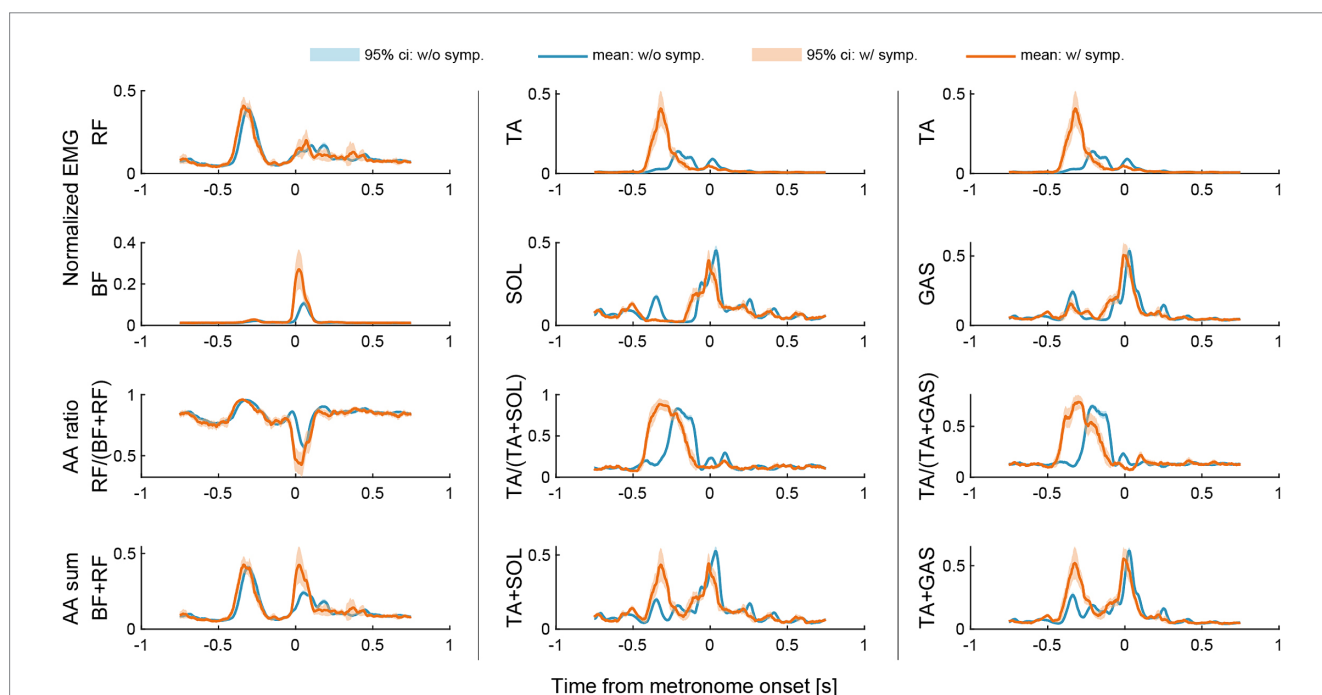 95% ci: w/o symp. mean: w/o symp. 95% ci: w/ symp. mean: w/ symp.
Normalized EMG
RF
0.5
0
-1 -0.5 0 0.5 1
TA
0.5
0
-1 -0.5 0 0.5 1
TA
0.5
0
-1 -0.5 0 0.5 1
BF
0.4
0.2
0
-1 -0.5 0 0.5 1
SOL
0.5
0
-1 -0.5 0 0.5 1
GAS
0.5
0
-1 -0.5 0 0.5 1
AA ratio
RF/(BF+RF)
1
0.5
-1 -0.5 0 0.5 1
TA/(TA+SOL)
1
0.5
0
-1 -0.5 0 0.5 1
TA/(TA+GAS)
0.5
0
-1 -0.5 0 0.5 1
AA sum
BF+RF
0.5
0
-1 -0.5 0 0.5 1
TA+SOL
0.5
0
-1 -0.5 0 0.5 1
TA+GAS
0.5
0
-1 -0.5 0 0.5 1
Time from metronome onset [s]